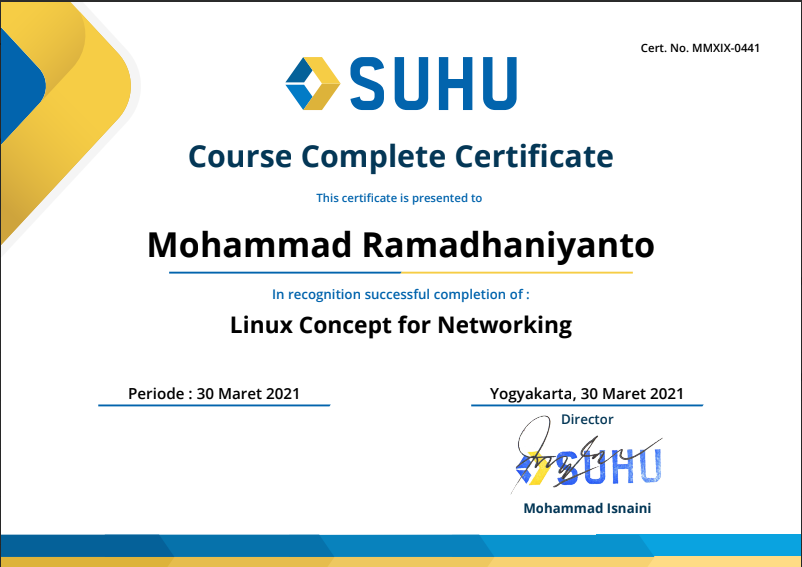 Cert. No. MMXIX-0441
SUHU
Course Complete Certificate
This certificate is presented to
Mohammad Ramadhaniyanto
In recognition successful completion of :
Linux Concept for Networking
Periode : 30 Maret 2021
Yogyakarta, 30 Maret 2021
Director
SUHU
Mohammad Isnaini